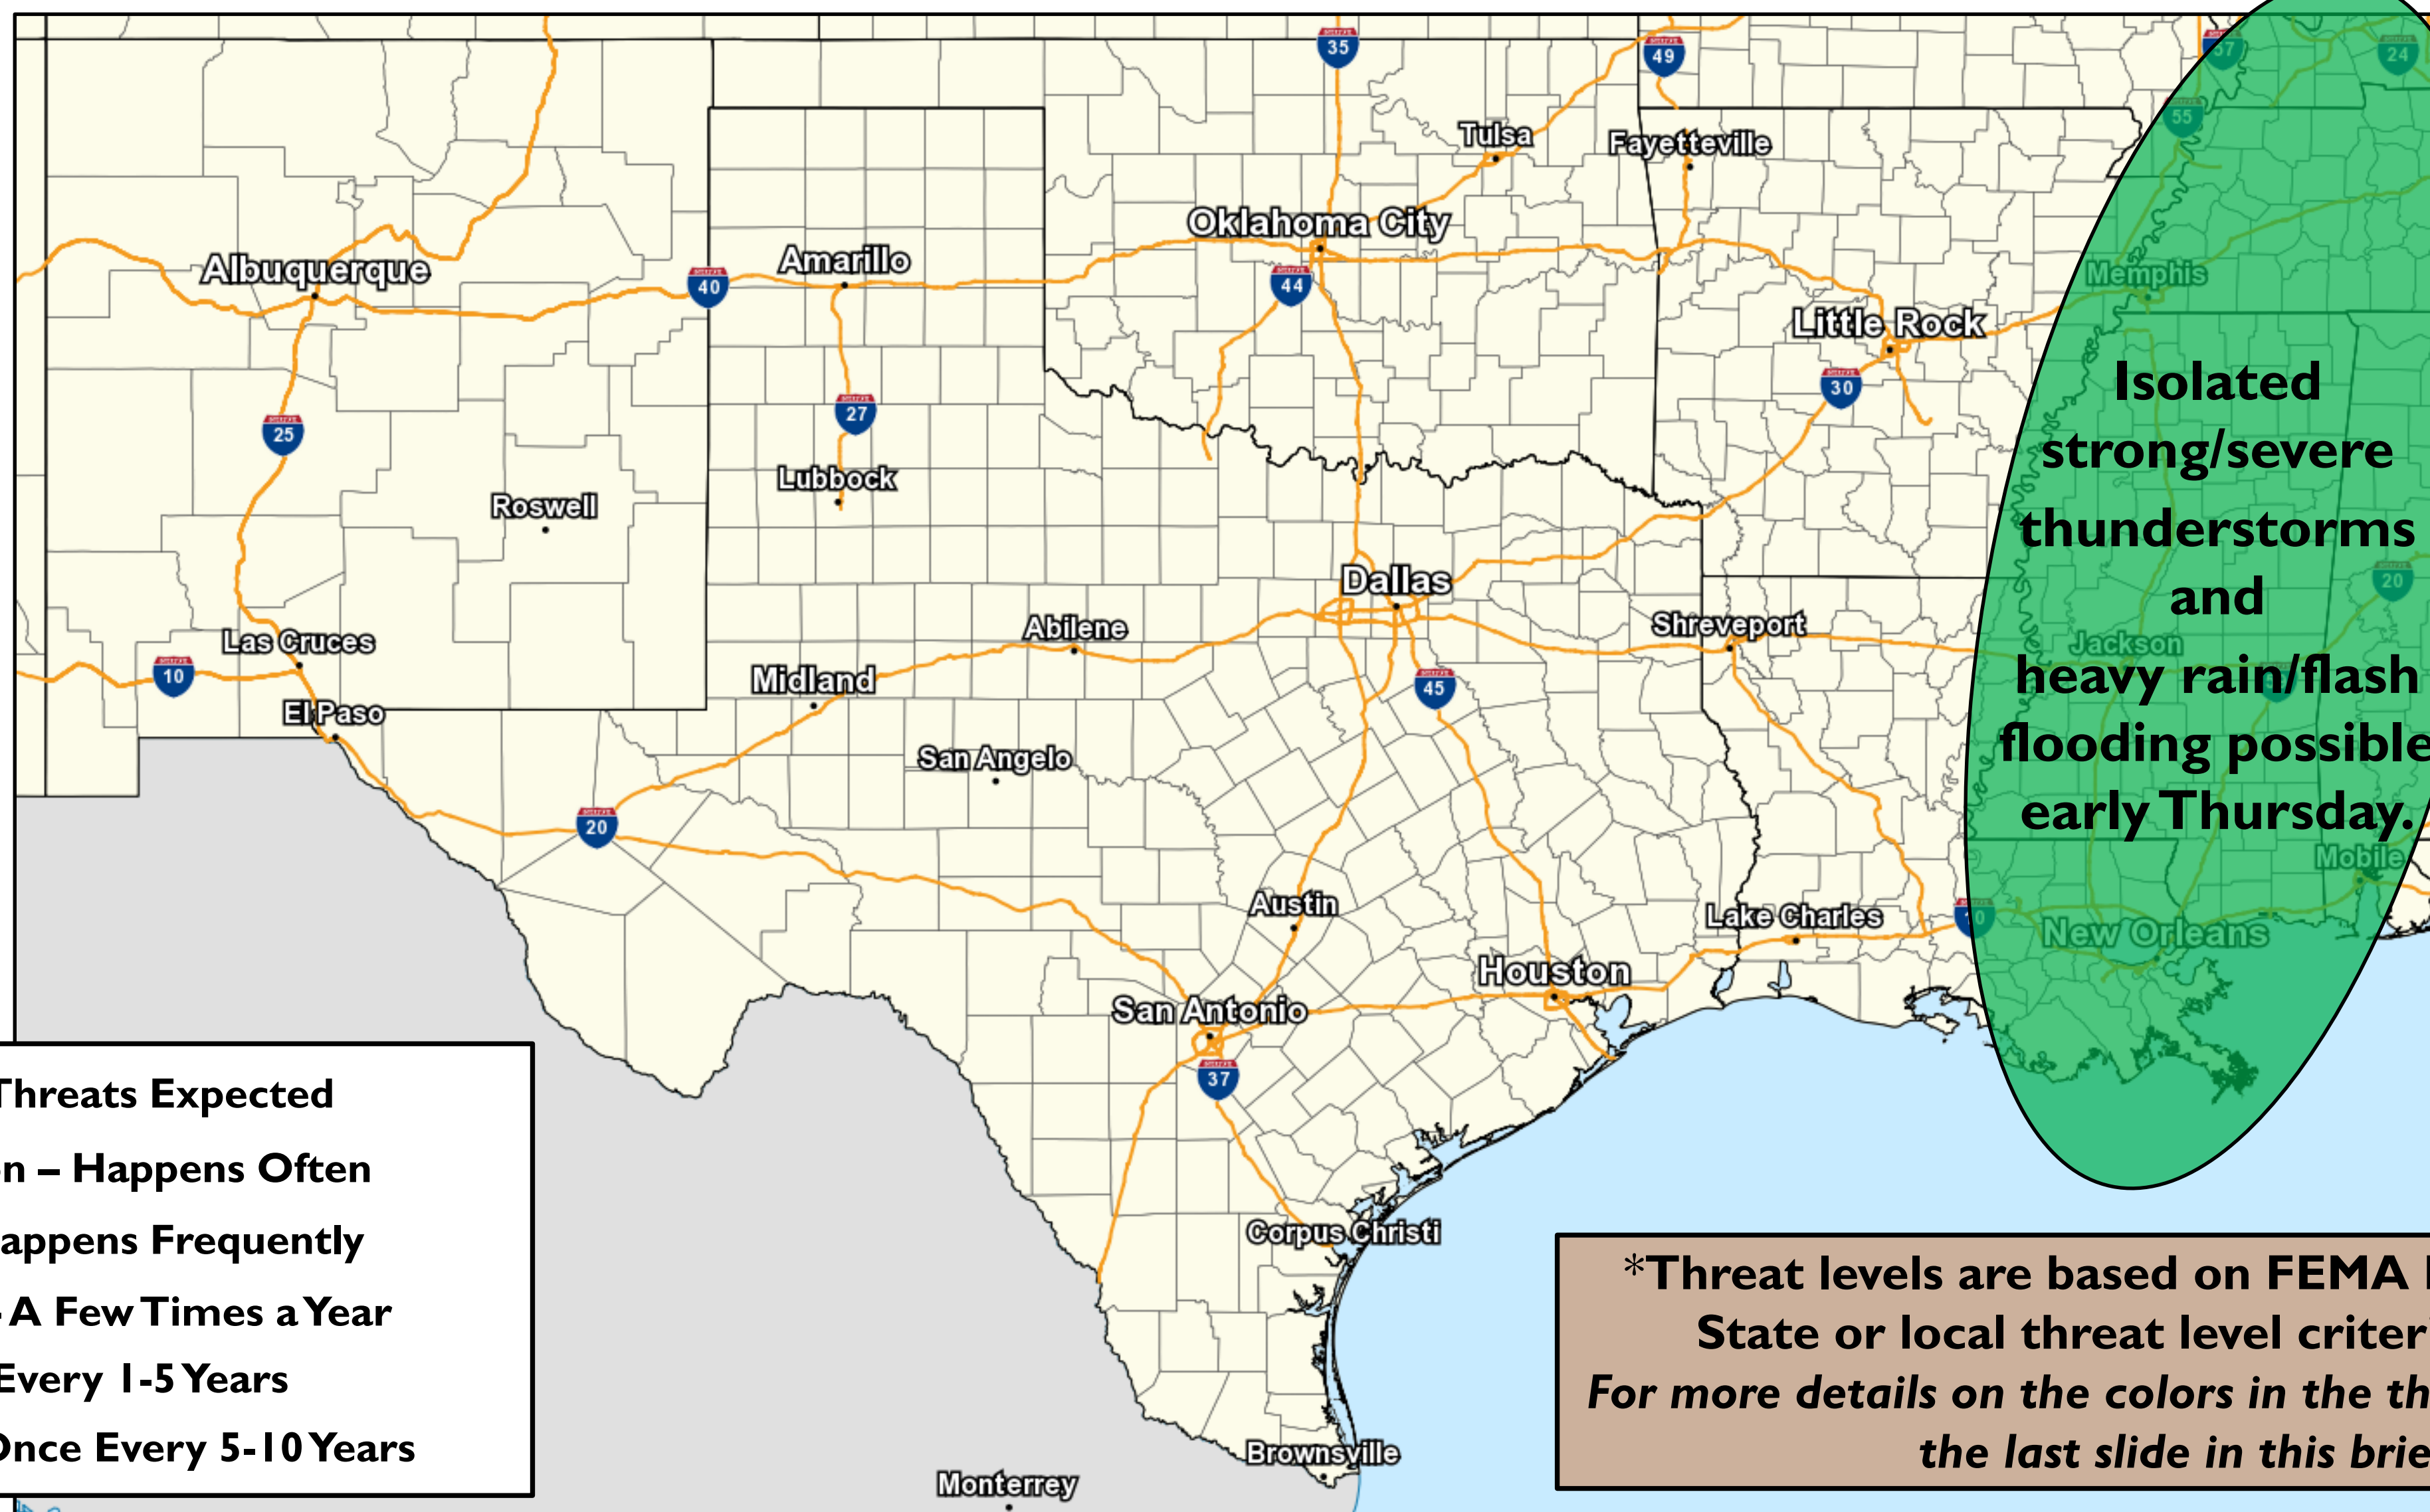 35
49
57
24
55
Tulsa
Fayetteville
Oklahoma City
Albuquerque
Amarillo
40
44
Memphis
Little Rock
30
27
25
Lubbock
Roswell
Isolated
strong/severe
thunderstorms
and
heavy rain/flash
flooding possible
early Thursday.
Dallas
20
Abilene
Shreveport
Las Cruces
Jackson
10
Midland
45
El Paso
San Angelo
20
Mobile
Austin
Lake Charles
10
New Orleans
Houston
San Antonio
37
Corpus Christi
Brownsville
Monterrey
Threats Expected
n – Happens Often
appens Frequently
- A Few Times a Year
Every 1-5 Years
Once Every 5-10 Years
*Threat levels are based on FEMA
State or local threat level criter
For more details on the colors in the th
the last slide in this brie